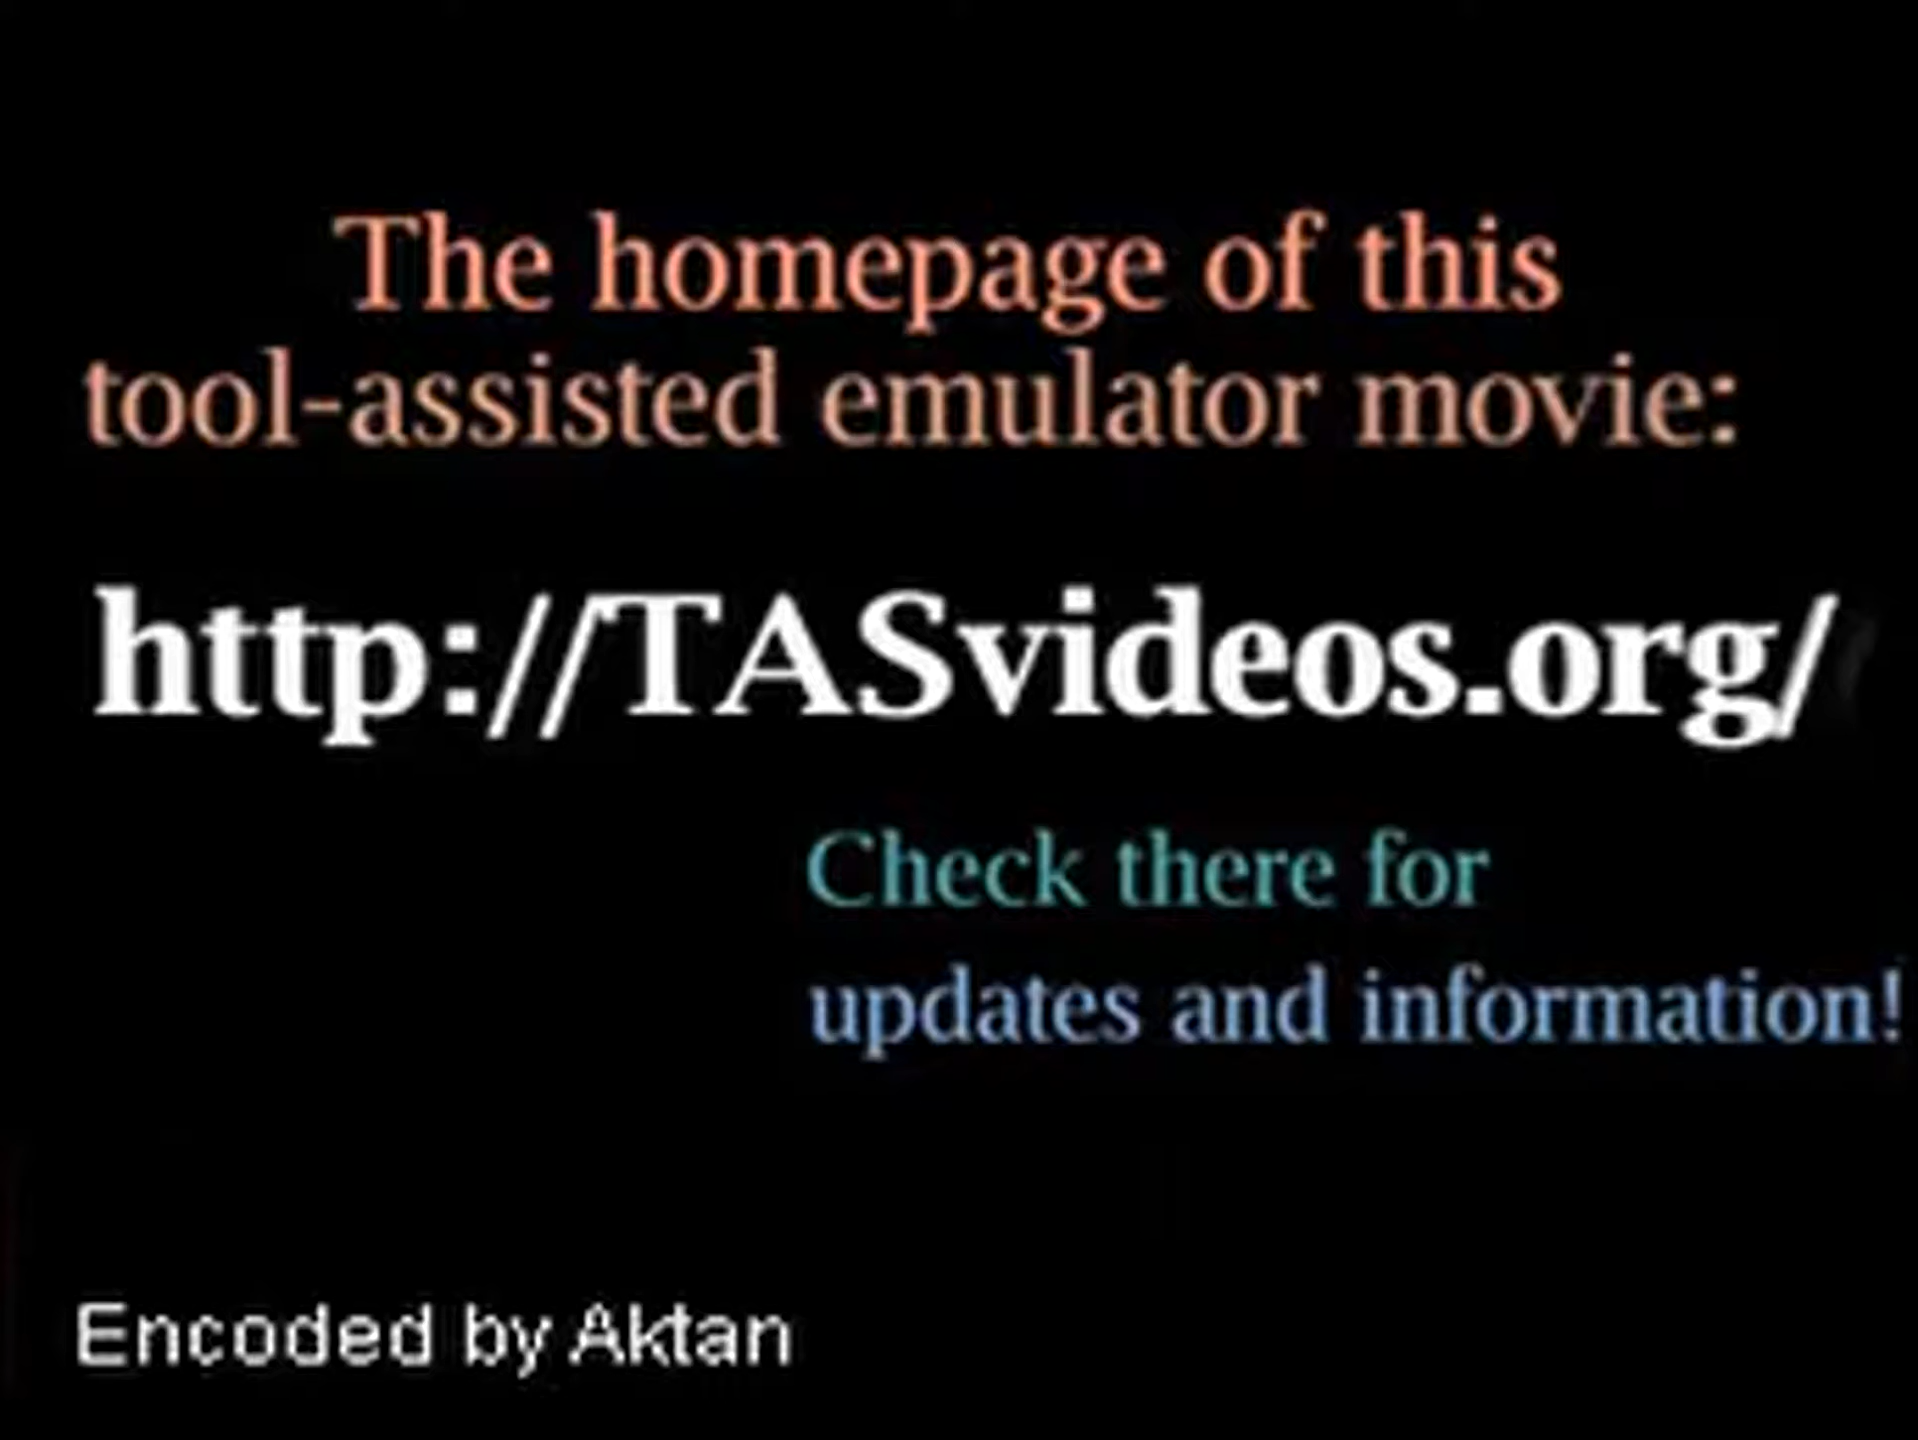 The homepage of this
tool-assisted emulator movie:
http://TASvideos.org/
Check there for
updates and information!
Encoded by Aktan